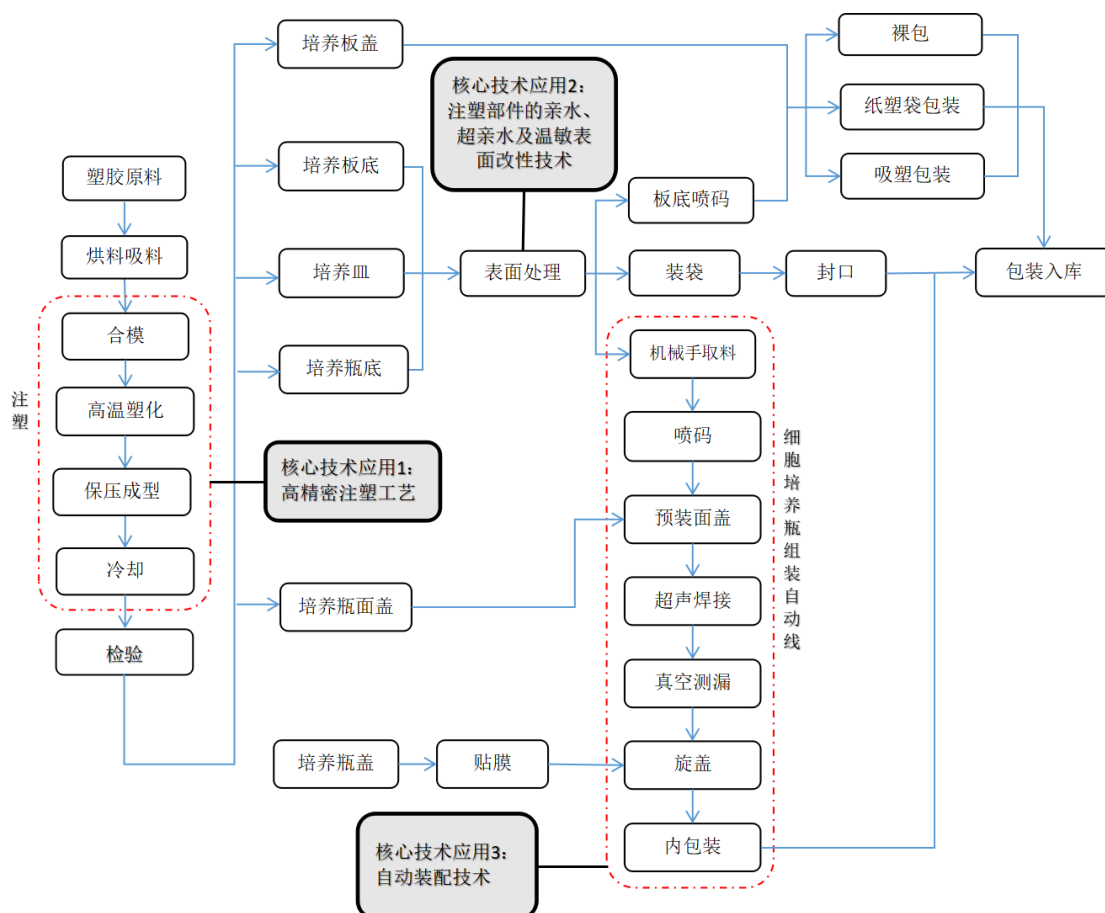 塑胶原料
烘料吸料
注塑
合模
高温塑化
保压成型
冷却
检验
核心技术应用1：
高精密注塑工艺
培养板盖
培养板底
培养皿
培养瓶底
培养瓶面盖
培养瓶盖
贴膜
核心技术应用2：
注塑部件的亲水、
超亲水及温敏表
面改性技术
表面处理
板底喷码
装袋
封口
裸包
纸塑袋包装
吸塑包装
包装入库
机械手取料
喷码
预装面盖
超声焊接
真空测漏
旋盖
内包装
细胞培养瓶组装自动线
核心技术应用3：
自动装配技术